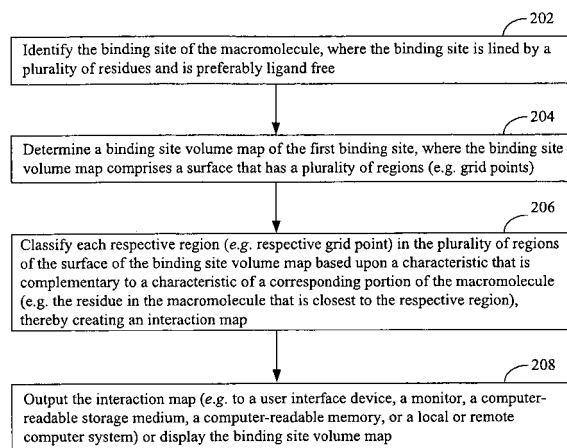 202
Identify the binding site of the macromolecule, where the binding site is lined by a
plurality of residues and is preferably ligand free
204
Determine a binding site volume map of the first binding site, where the binding site
volume map comprises a surface that has a plurality of regions (e.g. grid points)
206
Classify each respective region (e.g. respective grid point) in the plurality of regions
of the surface of the binding site volume map based upon a characteristic that is
complementary to a characteristic of a corresponding portion of the macromolecule
(e.g. the residue in the macromolecule that is closest to the respective region),
thereby creating an interaction map
208
Output the interaction map (e.g. to a user interface device, a monitor, a computer-
readable storage medium, a computer-readable memory, or a local or remote
computer system) or display the binding site volume map